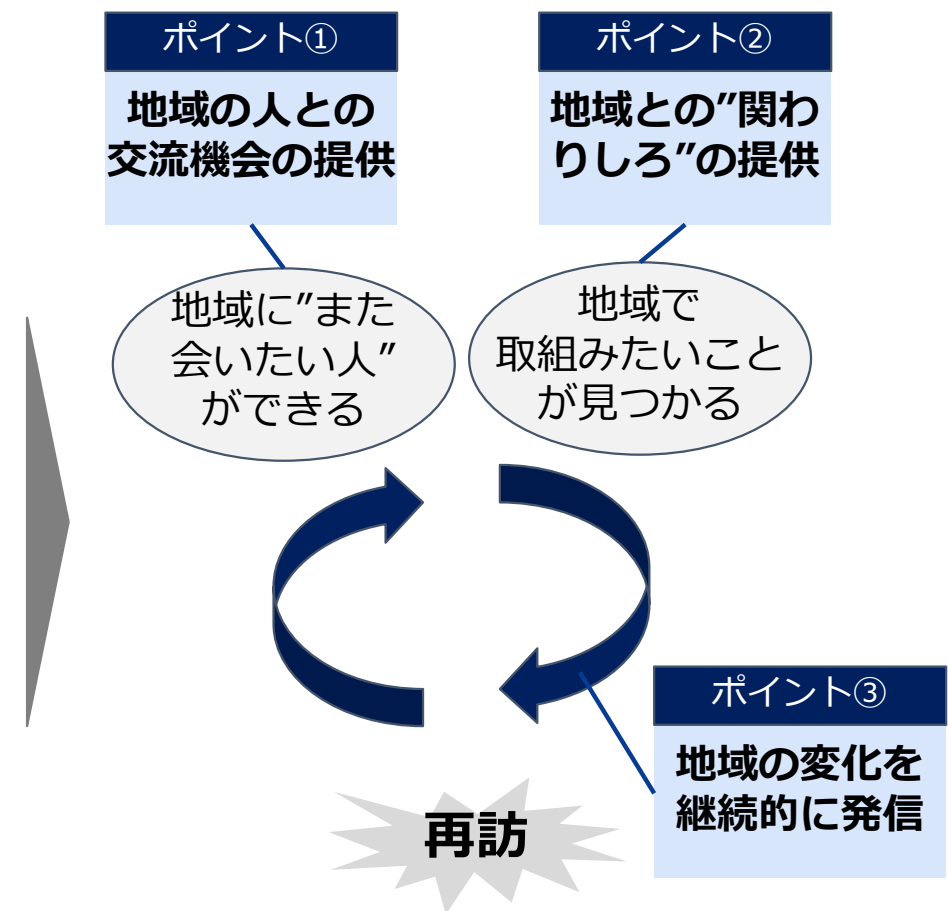 ポイント①
地域の人との
交流機会の提供
ポイント②
地域との”関わ
りしろ”の提供
地域に”また
会いたい人”
ができる
地域で
取組みたいこと
が見つかる
ポイント③
地域の変化を
継続的に発信
再訪